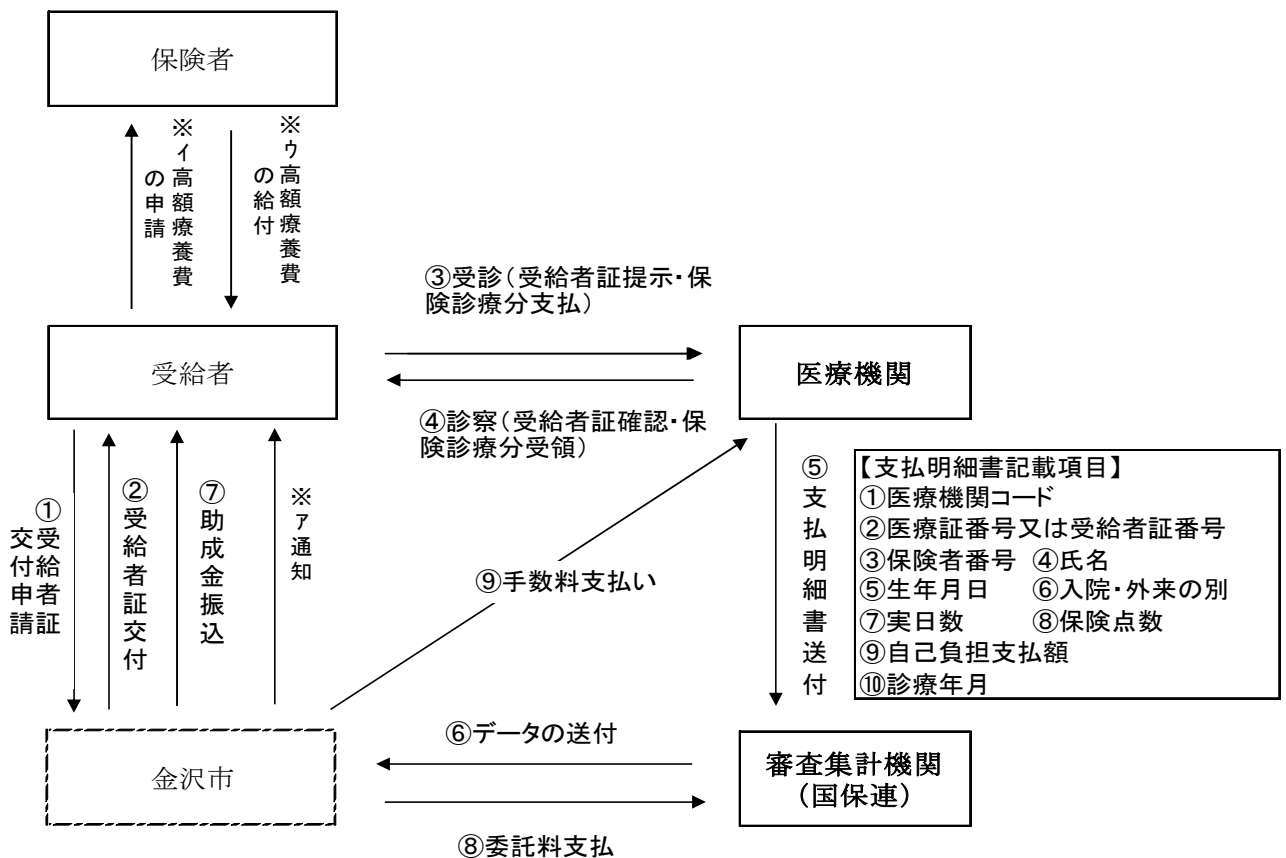 保険者
※イ高額療養費
の申請
※ウ高額療養費
の給付
③受診(受給者証提示・保
険診療分支払)
受給者
医療機関
④診察(受給者証確認・保
険診療分受領)
①受給者証
交付申請
②受給者証交付
⑦助成金振込
※ア通知
⑨手数料支払い
⑤支払明細書送付
【支払明細書記載項目】
①医療機関コード
②医療証番号又は受給者証番号
③保険者番号 ④氏名
⑤生年月日 ⑥入院・外来の別
⑦実日数 ⑧保険点数
⑨自己負担支払額
⑩診療年月
金沢市
⑥データの送付
審査集計機関
(国保連)
⑧委託料支払